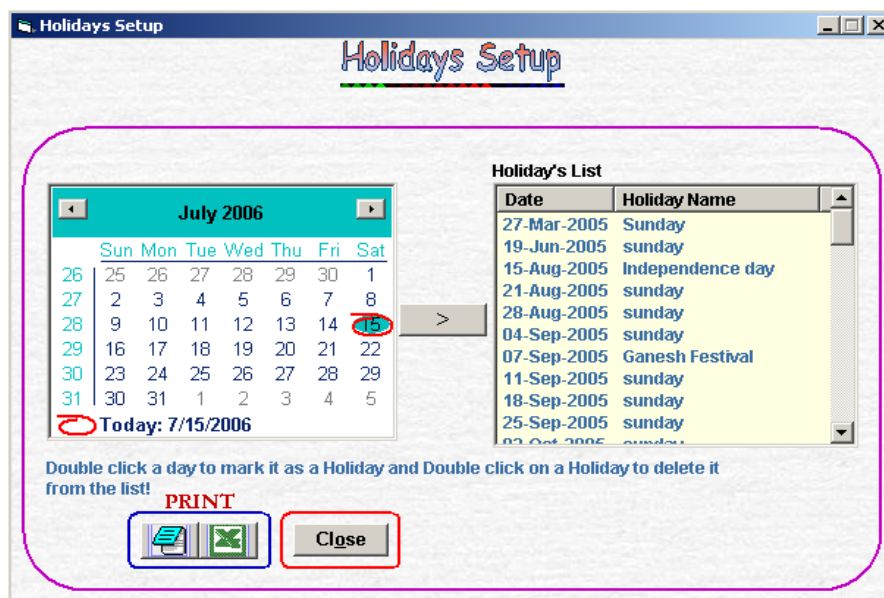 Holidays Setup
Holidays Setup
Holiday's List
July 2006
Sun Mon Tue Wed Thu Fri Sat
26 25 26 27 28 29 30 1
27 2 3 4 5 6 7 8
28 9 10 11 12 13 14 15
29 16 17 18 19 20 21 22
30 23 24 25 26 27 28 29
31 30 31 1 2 3 4 5
Today: 7/15/2006
>
Date Holiday Name
27-Mar-2005 Sunday
19-Jun-2005 sunday
15-Aug-2005 Independence day
21-Aug-2005 sunday
28-Aug-2005 sunday
04-Sep-2005 sunday
07-Sep-2005 Ganesh Festival
11-Sep-2005 sunday
18-Sep-2005 sunday
25-Sep-2005 sunday
02-Oct-2005 sunday
Double click a day to mark it as a Holiday and Double click on a Holiday to delete it
from the list!
PRINT
Close